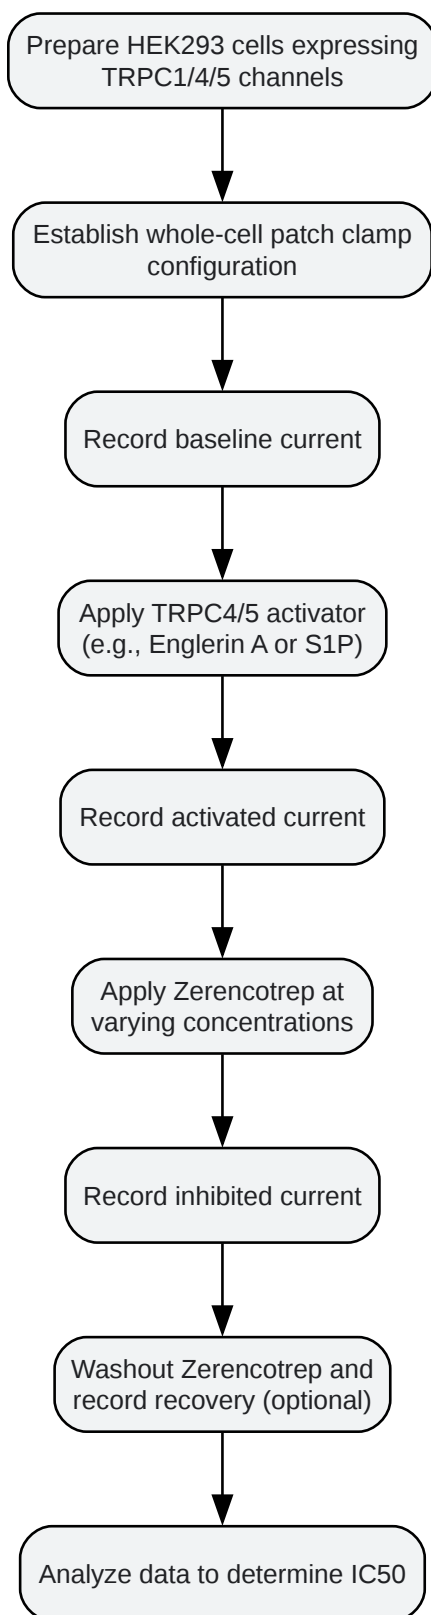 Prepare HEK293 cells expressing
TRPC1/4/5 channels
Establish whole-cell patch clamp
configuration
Record baseline current
Apply TRPC4/5 activator
(e.g., Englerin A or S1P)
Record activated current
Apply Zerencotrep at
varying concentrations
Record inhibited current
Washout Zerencotrep and
record recovery (optional)
Analyze data to determine IC50